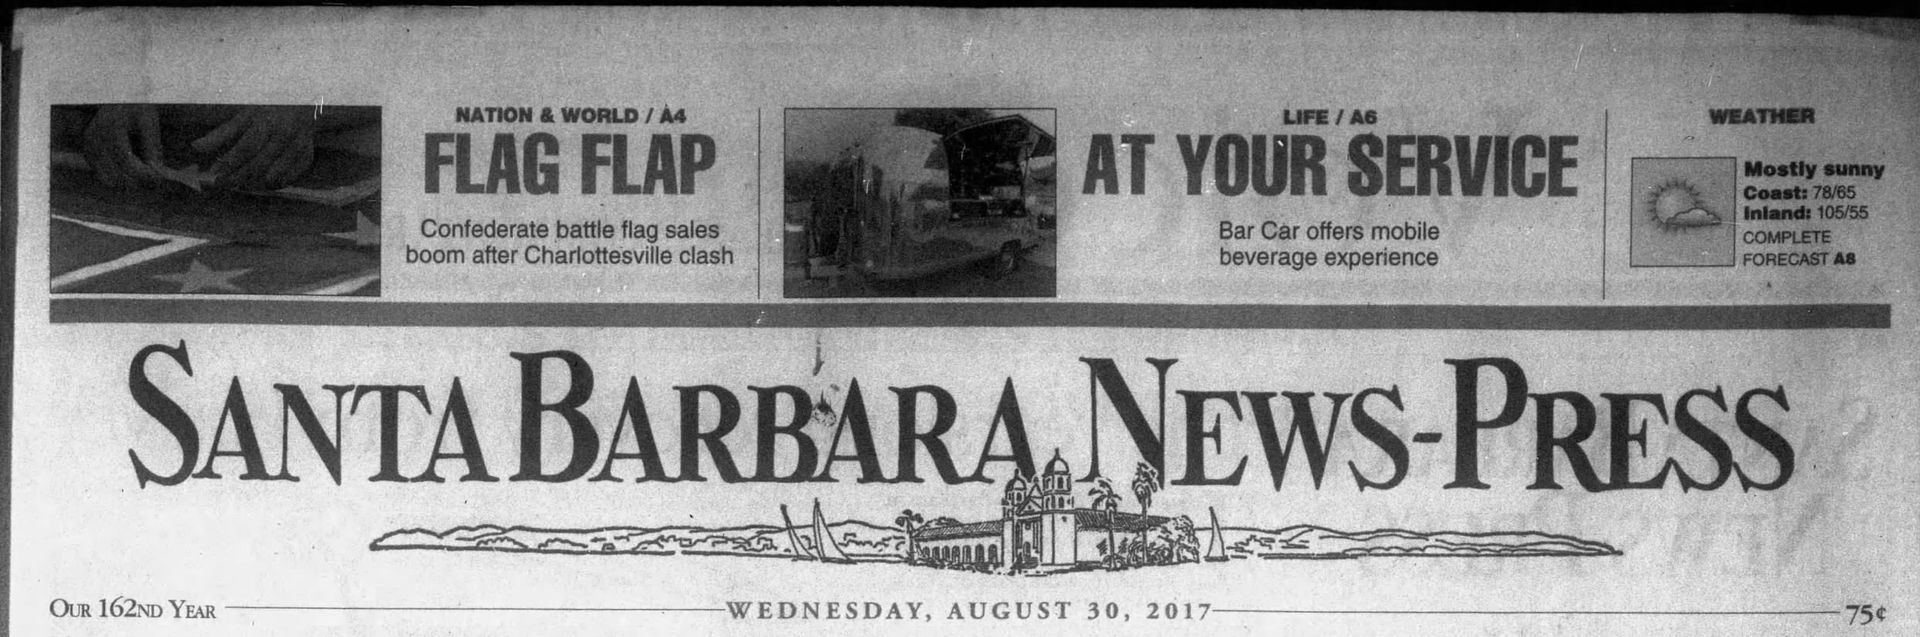 NATION & WORLD / A4
FLAG FLAP
Confederate battle flag sales
boom after Charlottesville clash
LIFE / A6
AT YOUR SERVICE
Bar Car offers mobile
beverage experience
WEATHER
Mostly sunny
Coast: 78/65
Inland: 105/55
COMPLETE
FORECAST A8
SANTA BARBARA NEWS-PRESS
OUR 162ND YEAR
WEDNESDAY, AUGUST 30, 2017
75¢